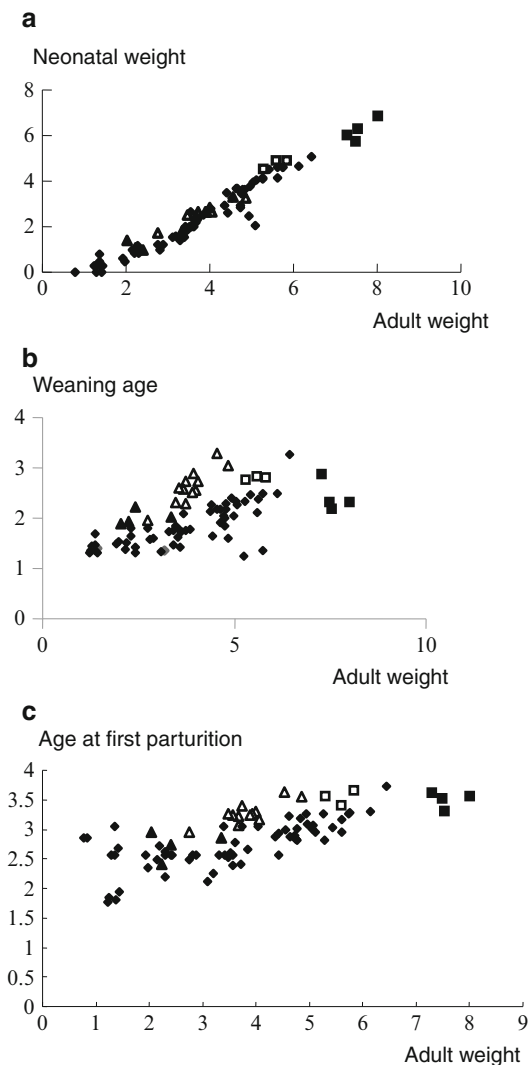 a
Neonatal weight
8
6
4
2
0
0 2 4 6 8 10
Adult weight
b
Weaning age
4
3
2
1
0
0 5 10
Adult weight
c
Age at first parturition
4
3.5
3
2.5
2
1.5
1
0.5
0
0 1 2 3 4 5 6 7 8 9
Adult weight